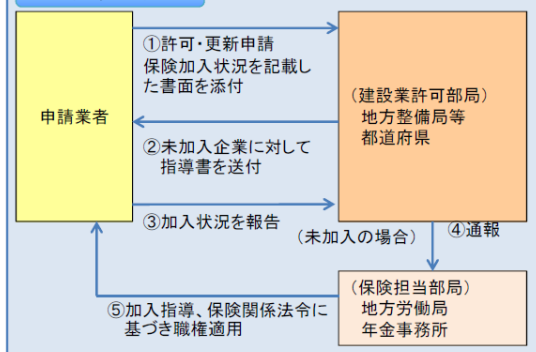 ①許可・更新申請
保険加入状況を記載し
た書面を添付
申請業者
(建設業許可部局)
地方整備局等
都道府県
②未加入企業に対して
指導書を送付
③加入状況を報告
(未加入の場合)
④通報
(保険担当部局)
地方労働局
年金事務所
⑤加入指導、保険関係法令に
基づき職権適用